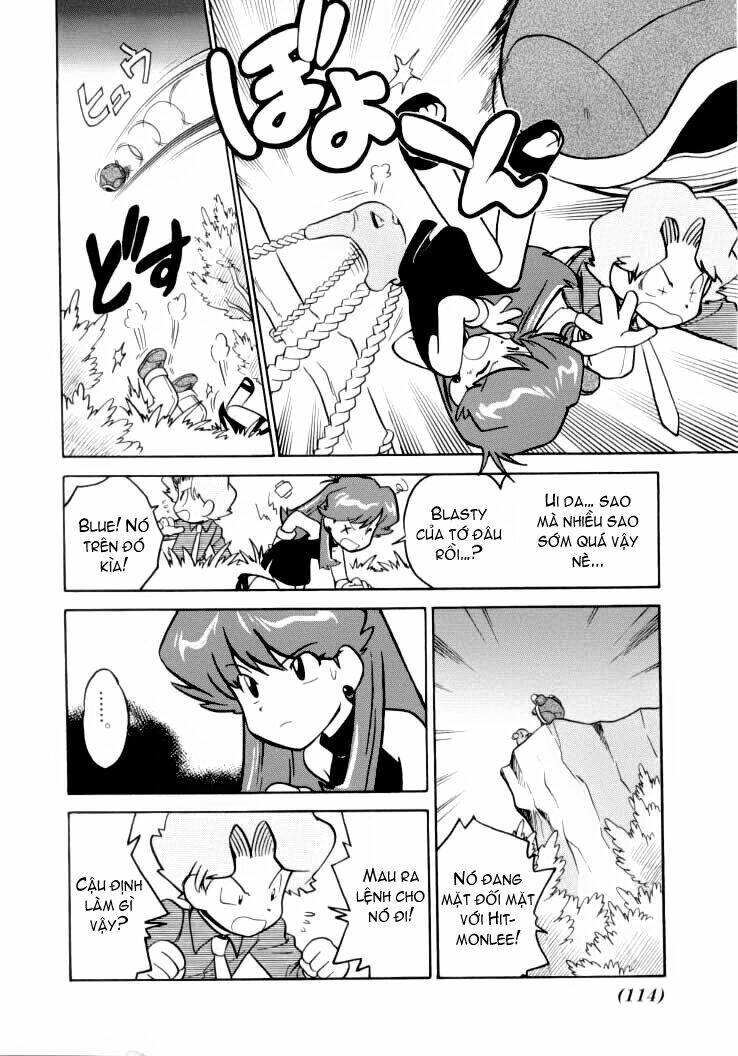 ぼよーん
ヒュウ
どすっ
UI DA... SAO
MÀ NHIỀU SAO
SỚM QUÁ VẬY
NÈ...
BLASTY
CỦA TỚ ĐÂU
RỒI...?
BLUE! NÓ
TRÊN ĐÓ
KÌA!
NÓ ĐANG
MẶT ĐỐI MẶT
VỚI HIT-
MONLEE!
......。
MAU RA
LỆNH CHO
NÓ ĐI!
CẬU ĐỊNH
LÀM GÌ
VẬY?
(114)